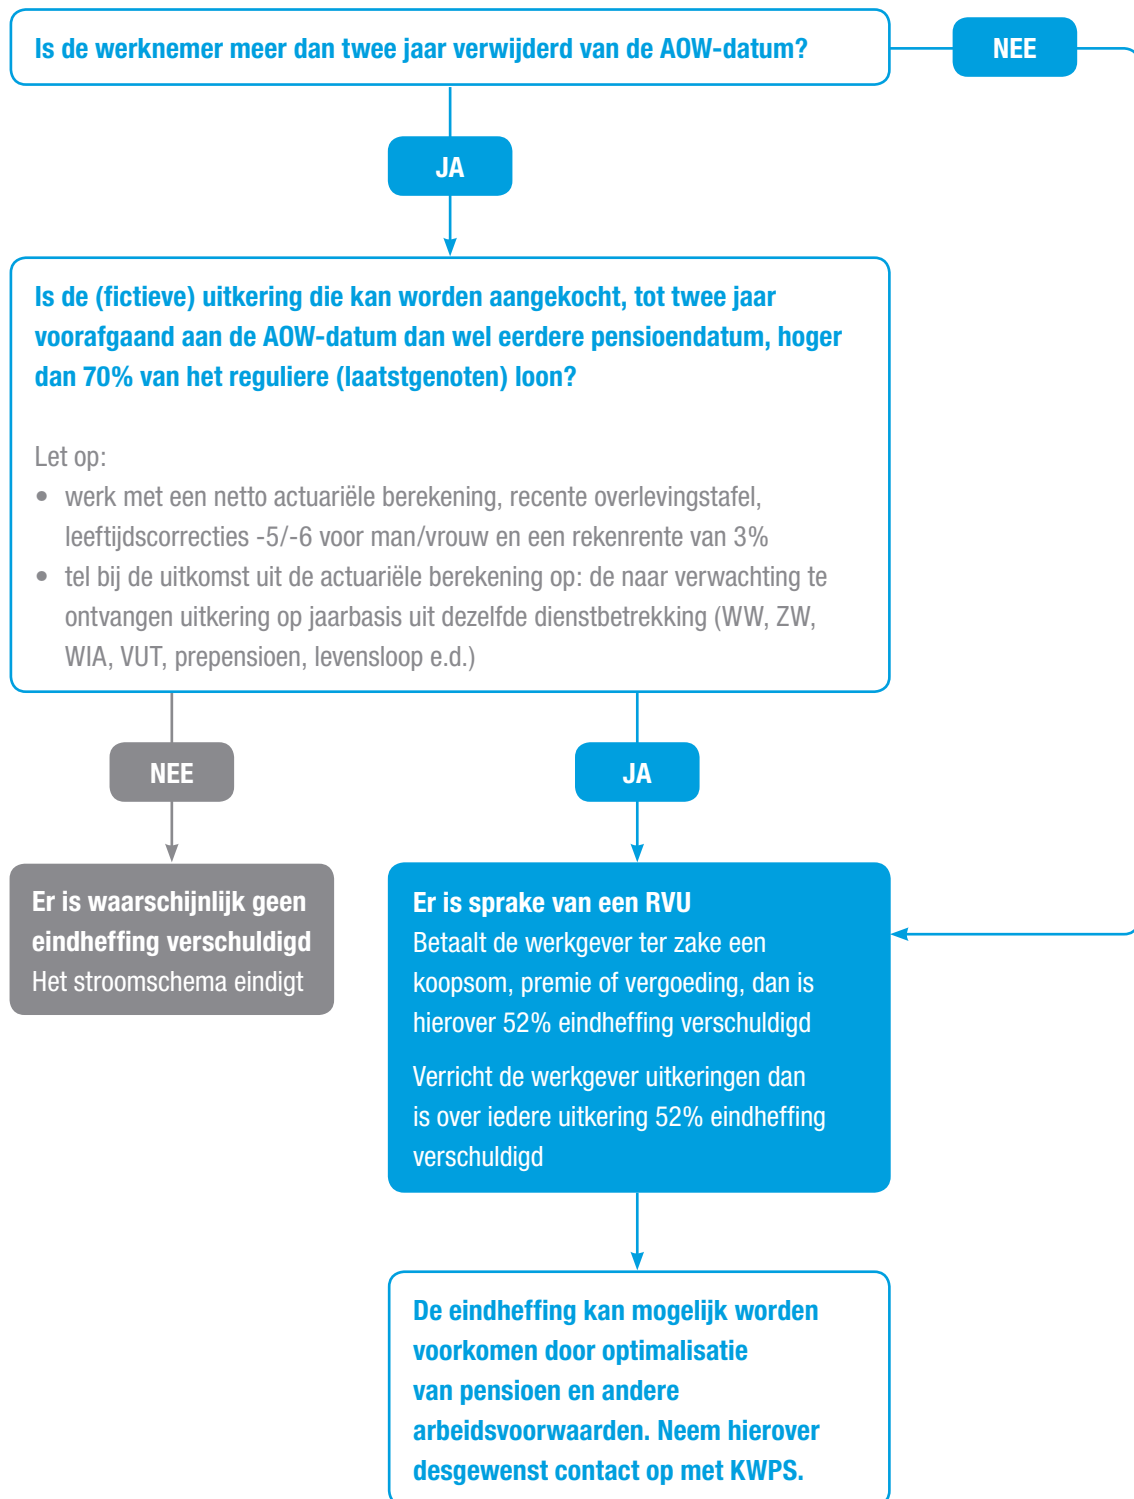 Is de werknemer meer dan twee jaar verwijderd van de AOW-datum?
NEE
JA
Is de (fictieve) uitkering die kan worden aangekocht, tot twee jaar
voorafgaand aan de AOW-datum dan wel eerdere pensioendatum, hoger
dan 70% van het reguliere (laatstgenoten) loon?
Let op:
• werk met een netto actuariële berekening, recente overlevingstafel,
leeftijdscorrecties -5/-6 voor man/vrouw en een rekenrente van 3%
• tel bij de uitkomst uit de actuariële berekening op: de naar verwachting te
ontvangen uitkering op jaarbasis uit dezelfde dienstbetrekking (WW, ZW,
WIA, VUT, prepensioen, levensloop e.d.)
NEE
JA
Er is waarschijnlijk geen
eindheffing verschuldigd
Het stroomschema eindigt
Er is sprake van een RVU
Betaalt de werkgever ter zake een
koopsom, premie of vergoeding, dan is
hierover 52% eindheffing verschuldigd
Verricht de werkgever uitkeringen dan
is over iedere uitkering 52% eindheffing
verschuldigd
De eindheffing kan mogelijk worden
voorkomen door optimalisatie
van pensioen en andere
arbeidsvoorwaarden. Neem hierover
desgewenst contact op met KWPS.